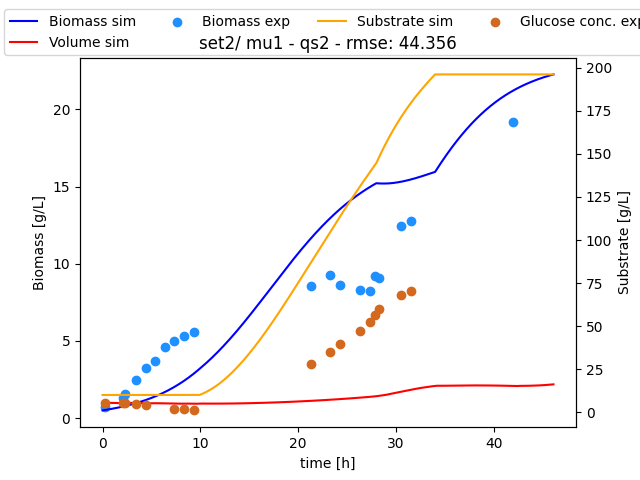 Biomass sim Biomass exp Substrate sim Glucose conc. exp
Volume sim
set2/ mu1 - qs2 - rmse: 44.356
Biomass [g/L]
20
15
10
5
0
200
175
150
125
100
75
50
25
0
Substrate [g/L]
0 10 20 30 40
time [h]